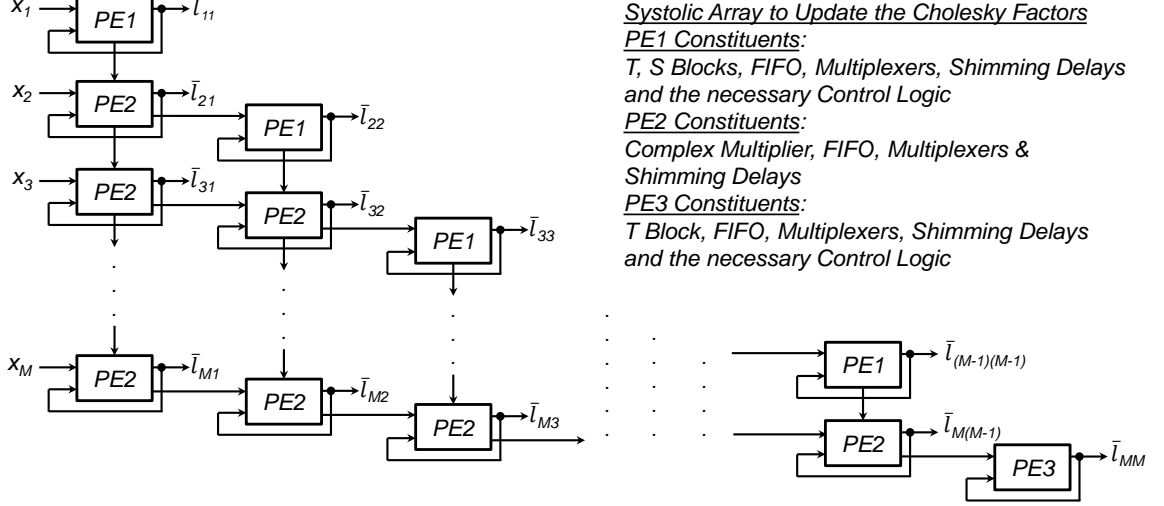 x1 PE1 l̄11
x2 PE2 l̄21
PE1 l̄22
x3 PE2 l̄31
PE2 l̄32
PE1 l̄33
xM PE2 l̄M1
PE2 l̄M2
PE2 l̄M3
PE1 l̄(M-1)(M-1)
PE2 l̄M(M-1)
PE3 l̄MM
Systolic Array to Update the Cholesky Factors
PE1 Constituents:
T, S Blocks, FIFO, Multiplexers, Shimming Delays
and the necessary Control Logic
PE2 Constituents:
Complex Multiplier, FIFO, Multiplexers &
Shimming Delays
PE3 Constituents:
T Block, FIFO, Multiplexers, Shimming Delays
and the necessary Control Logic